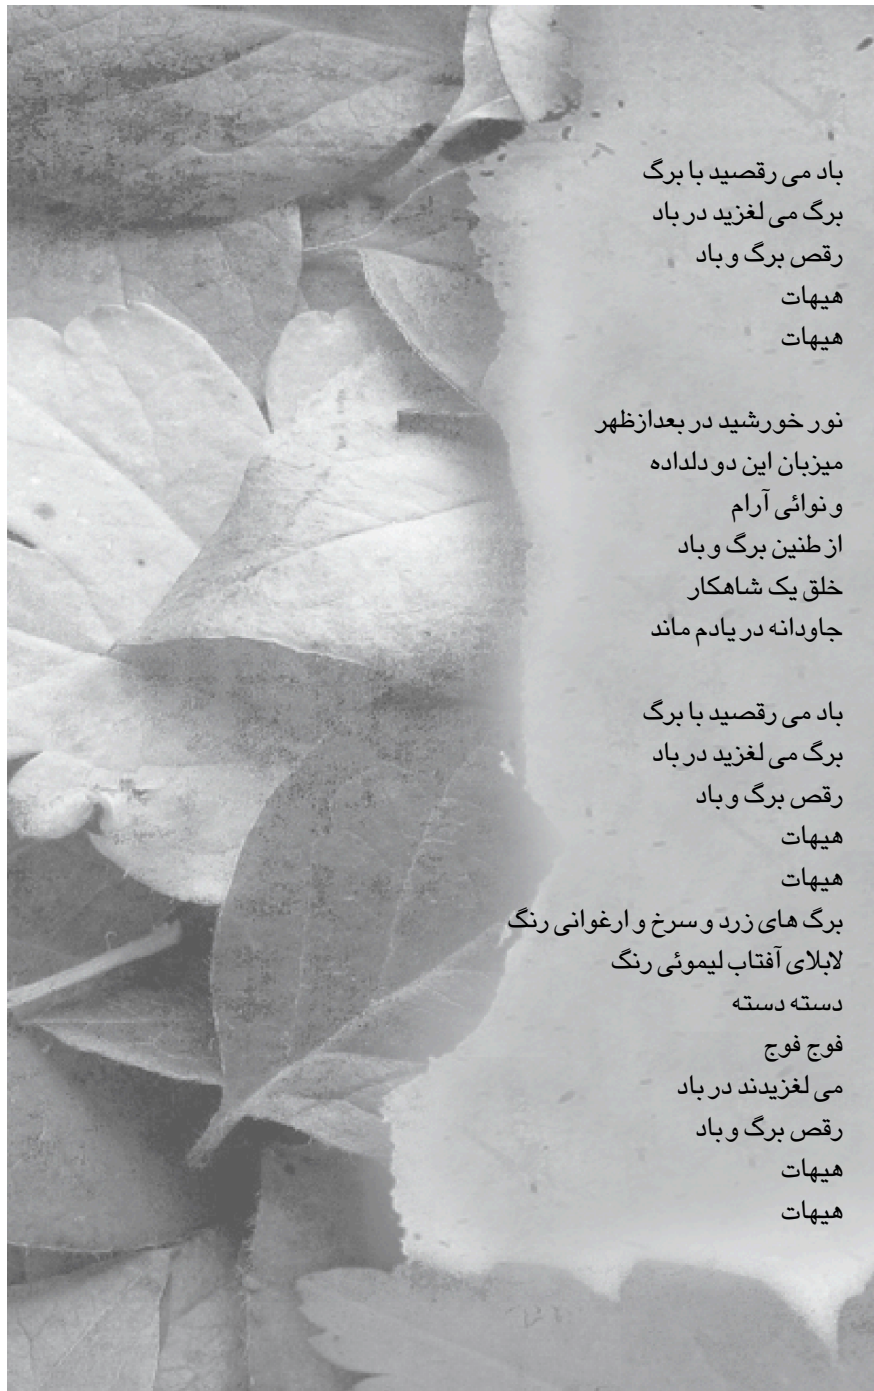 باد می رقصید با برگ
برگ می لغزید در باد
رقص برگ و باد
هیهات
هیهات
نور خورشید در بعدازظهر
میزبان این دو دلداده
و نوائی آرام
از طنین برگ و باد
خلق یک شاهکار
جاودانه در یادم ماند
باد می رقصید با برگ
برگ می لغزید در باد
رقص برگ و باد
هیهات
هیهات
برگ های زرد و سرخ و ارغوانی رنگ
لابلای آفتاب لیموئی رنگ
دسته دسته
فوج فوج
می لغزیدند در باد
رقص برگ و باد
هیهات
هیهات